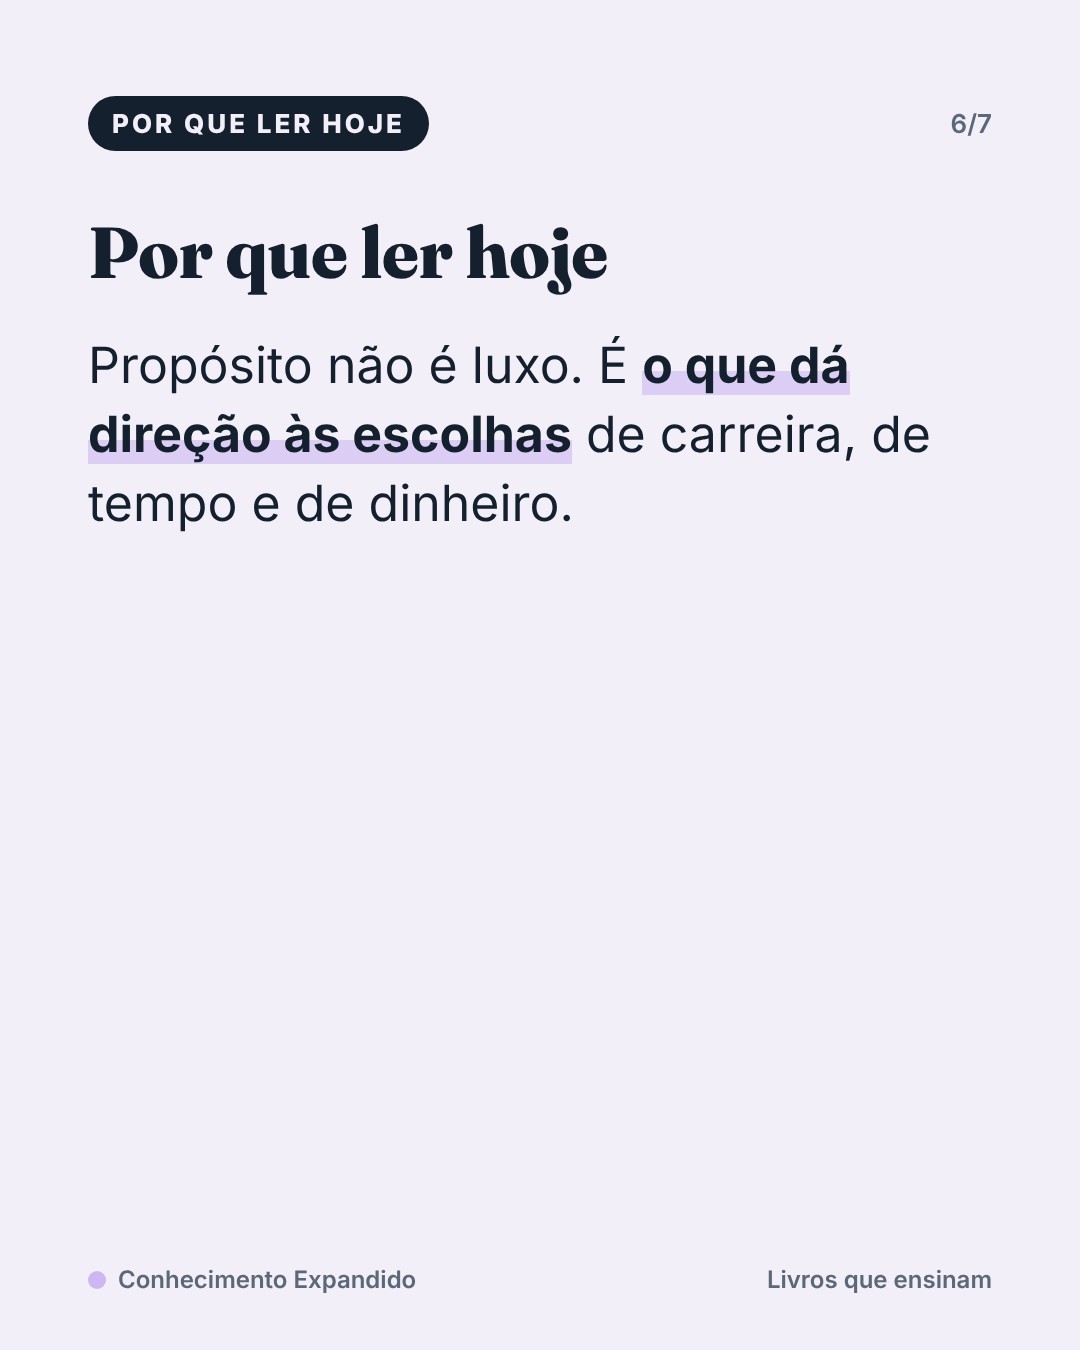 POR QUE LER HOJE
6/7
Por que ler hoje
Propósito não é luxo. É o que dá
direção às escolhas de carreira, de
tempo e de dinheiro.
Conhecimento Expandido
Livros que ensinam